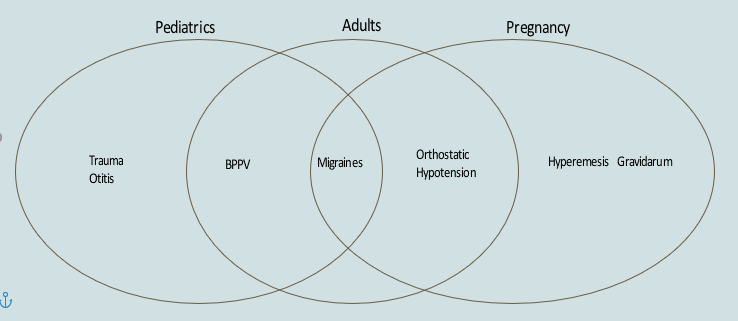 Pediatrics
Adults
Pregnancy
Trauma
Otitis
BPPV
Migraines
Orthostatic
Hypotension
Hyperemesis Gravidarum